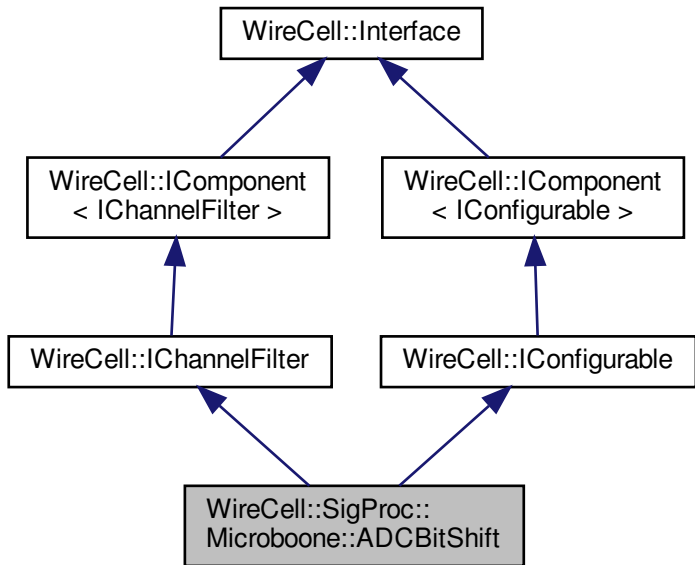 WireCell::Interface
WireCell::IComponent
< IChannelFilter >
WireCell::IComponent
< IConfigurable >
WireCell::IChannelFilter
WireCell::IConfigurable
WireCell::SigProc::
Microboone::ADCBitShift